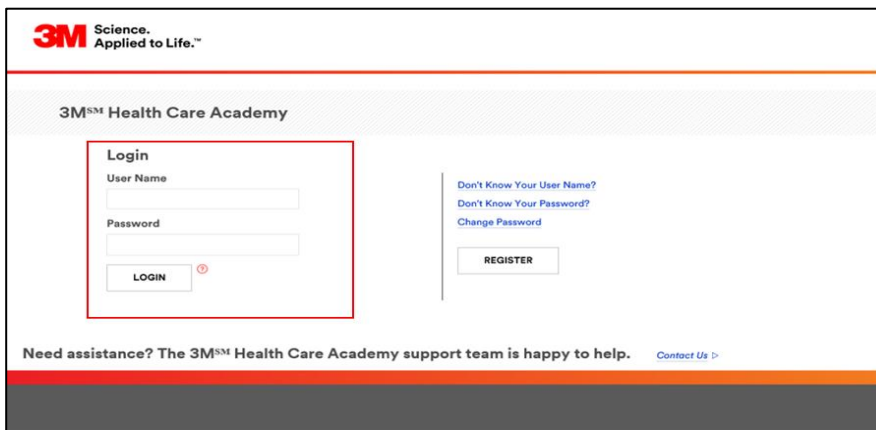 3M Science.
Applied to Life.™
3M℠ Health Care Academy
Login
User Name
Password
LOGIN
?
Don't Know Your User Name?
Don't Know Your Password?
Change Password
REGISTER
Need assistance? The 3M℠ Health Care Academy support team is happy to help. Contact Us ▷